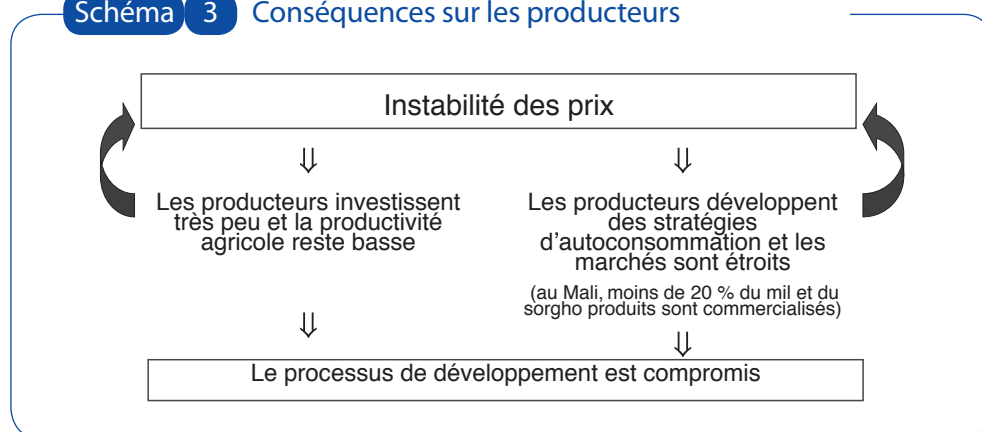 Schéma 3 Conséquences sur les producteurs
Instabilité des prix
⇓ ⇓
Les producteurs investissent
très peu et la productivité
agricole reste basse
Les producteurs développent
des stratégies
d'autoconsommation et les
marchés sont étroits
(au Mali, moins de 20 % du mil et du
sorgho produits sont commercialisés)
⇓ ⇓
Le processus de développement est compromis